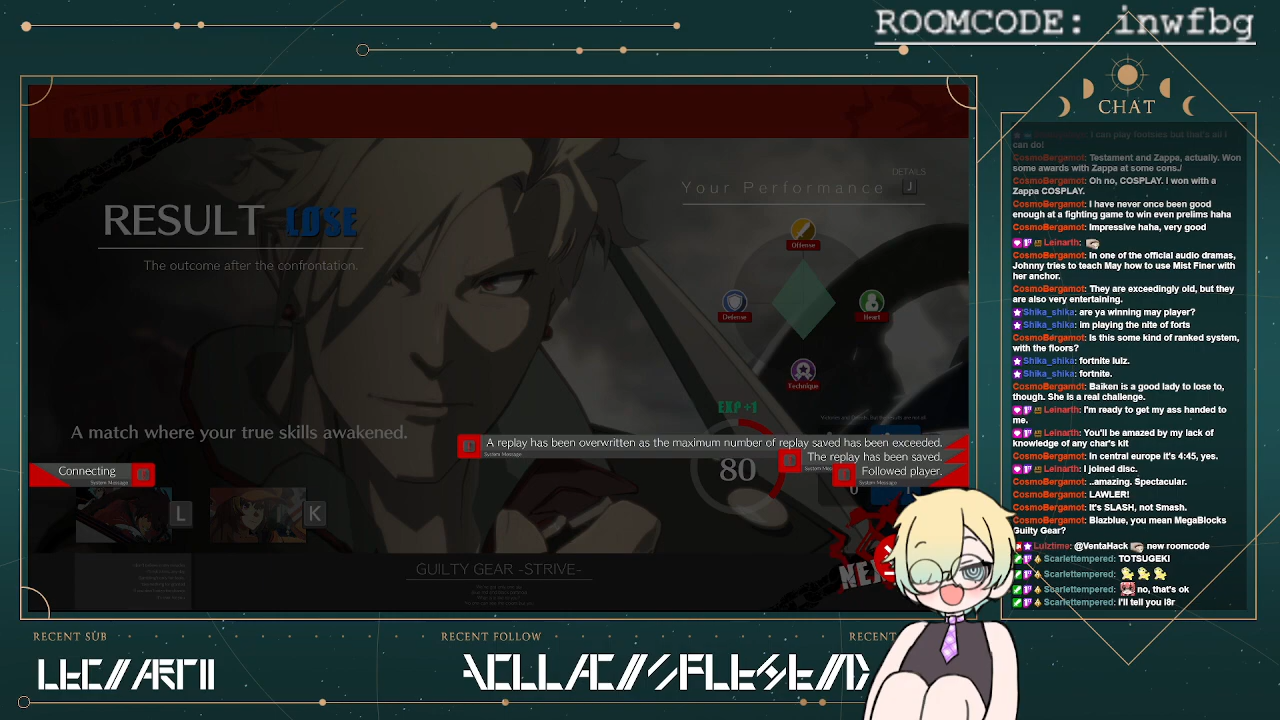 ROOMCODE: inwfbg
CHAT
GUILTY
RESULT LOSE
The outcome after the confrontation.
A match where your true skills awakened.
DETAILS
Your Performance J
Offense
Defense
Heart
Technique
EXP +1
80
A replay has been overwritten as the maximum number of replay saved has been exceeded.
System Message
The replay has been saved.
Followed player.
System Message
Connecting
System Message
L
K
GUILTY GEAR -STRIVE-
NEX
i can play footsies but that's all i
can do!
CosmoBergamot: Testament and Zappa, actually. Won
some awards with Zappa at some cons./
CosmoBergamot: Oh no, COSPLAY. I won with a
Zappa COSPLAY.
CosmoBergamot: I have never once been good
enough at a fighting game to win even prelims haha
CosmoBergamot: Impressive haha, very good
Leinarth:
CosmoBergamot: In one of the official audio dramas,
Johnny tries to teach May how to use Mist Finer with
her anchor.
CosmoBergamot: They are exceedingly old, but they
are also very entertaining.
Shika_shika: are ya winning may player?
Shika_shika: im playing the nite of forts
CosmoBergamot: Is this some kind of ranked system,
with the floors?
Shika_shika: fortnite lulz.
Shika_shika: fortnite.
CosmoBergamot: Baiken is a good lady to lose to,
though. She is a real challenge.
Leinarth: I'm ready to get my ass handed to
me.
Leinarth: You'll be amazed by my lack of
knowledge of any char's kit
CosmoBergamot: In central europe it's 4:45, yes.
Leinarth: I joined disc.
CosmoBergamot: ..amazing. Spectacular.
CosmoBergamot: LAWLER!
CosmoBergamot: It's SLASH, not Smash.
CosmoBergamot: Blazblue, you mean MegaBlocks
Guilty Gear?
Lulztime: @VentaHack new roomcode
Scarlettempered: TOTSUGEKI
Scarlettempered:
Scarlettempered: no, that's ok
Scarlettempered: i'll tell you l8r
RECENT SUB
RECENT FOLLOW
RECENT